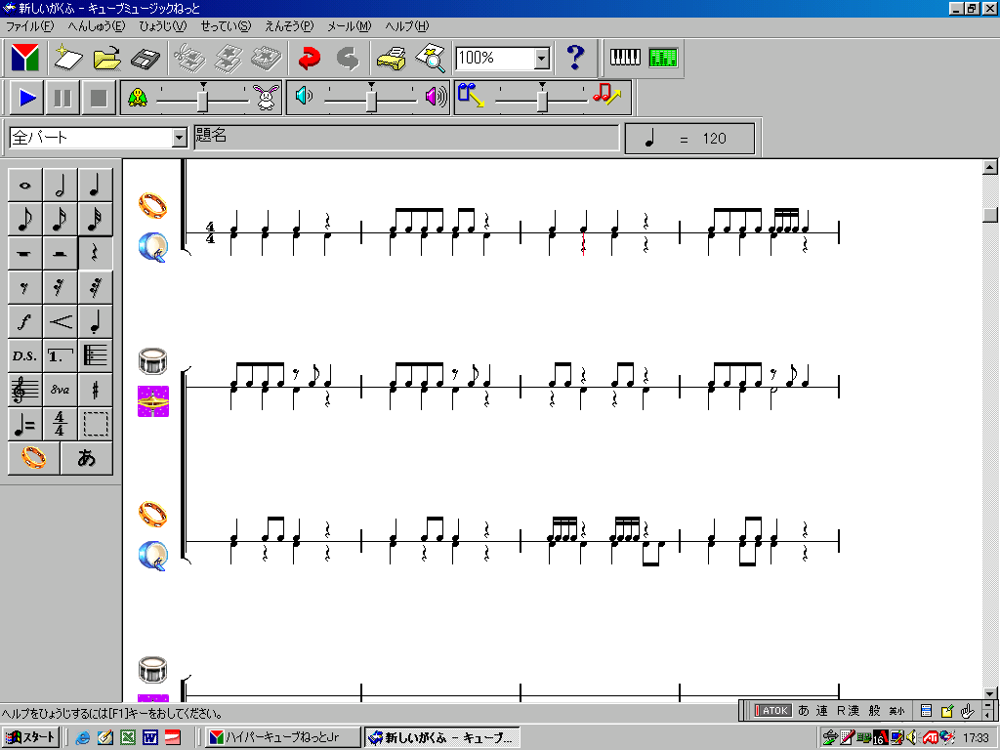 新しいがくふ - キューブミュージックねっと
ファイル(F) へんしゅう(E) ひょうじ(V) せってい(S) えんそう(P) メール(M) ヘルプ(H)
100%
?
全パート 題名 = 120
4
4
f
D.S. 1.
8va
= 4
4
あ
ヘルプをひょうじするには[F1]キーをおしてください。
ATOK あ 連 R漢 般 英小
スタート ハイパーキューブねっとJr 新しいがくふ - キューブ... 16 17:33